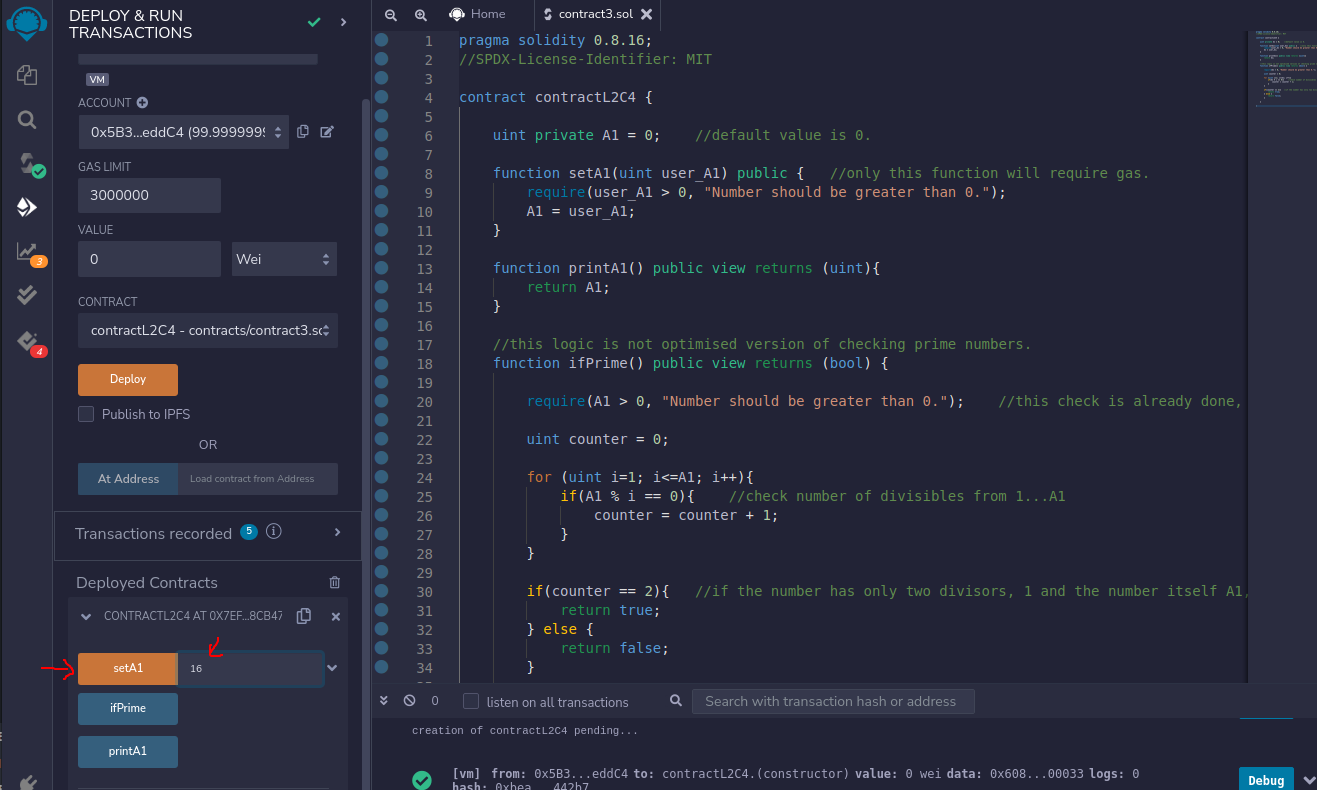 DEPLOY & RUN
TRANSACTIONS
VM
ACCOUNT
0x5B3...eddC4 (99.9999999
GAS LIMIT
3000000
VALUE
0
Wei
3
CONTRACT
contractL2C4 - contracts/contract3.sc
4
Deploy
Publish to IPFS
OR
At Address
Load contract from Address
Transactions recorded 5 i
Deployed Contracts
CONTRACTL2C4 AT 0X7EF...8CB47
setA1
16
ifPrime
printA1
Home
contract3.sol
1 pragma solidity 0.8.16;
2 //SPDX-License-Identifier: MIT
3
4 contract contractL2C4 {
5
6 uint private A1 = 0; //default value is 0.
7
8 function setA1(uint user_A1) public { //only this function will require gas.
9 require(user_A1 > 0, "Number should be greater than 0.");
10 A1 = user_A1;
11 }
12
13 function printA1() public view returns (uint){
14 return A1;
15 }
16
17 //this logic is not optimised version of checking prime numbers.
18 function ifPrime() public view returns (bool) {
19
20 require(A1 > 0, "Number should be greater than 0."); //this check is already done,
21
22 uint counter = 0;
23
24 for (uint i=1; i<=A1; i++){
25 if(A1 % i == 0){ //check number of divisibles from 1...A1
26 counter = counter + 1;
27 }
28 }
29
30 if(counter == 2){ //if the number has only two divisors, 1 and the number itself A1,
31 return true;
32 } else {
33 return false;
34 }
0
listen on all transactions
Search with transaction hash or address
creation of contractL2C4 pending...
[vm] from: 0x5B3...eddC4 to: contractL2C4.(constructor) value: 0 wei data: 0x608...00033 logs: 0
hash: 0xbea...442b7
Debug